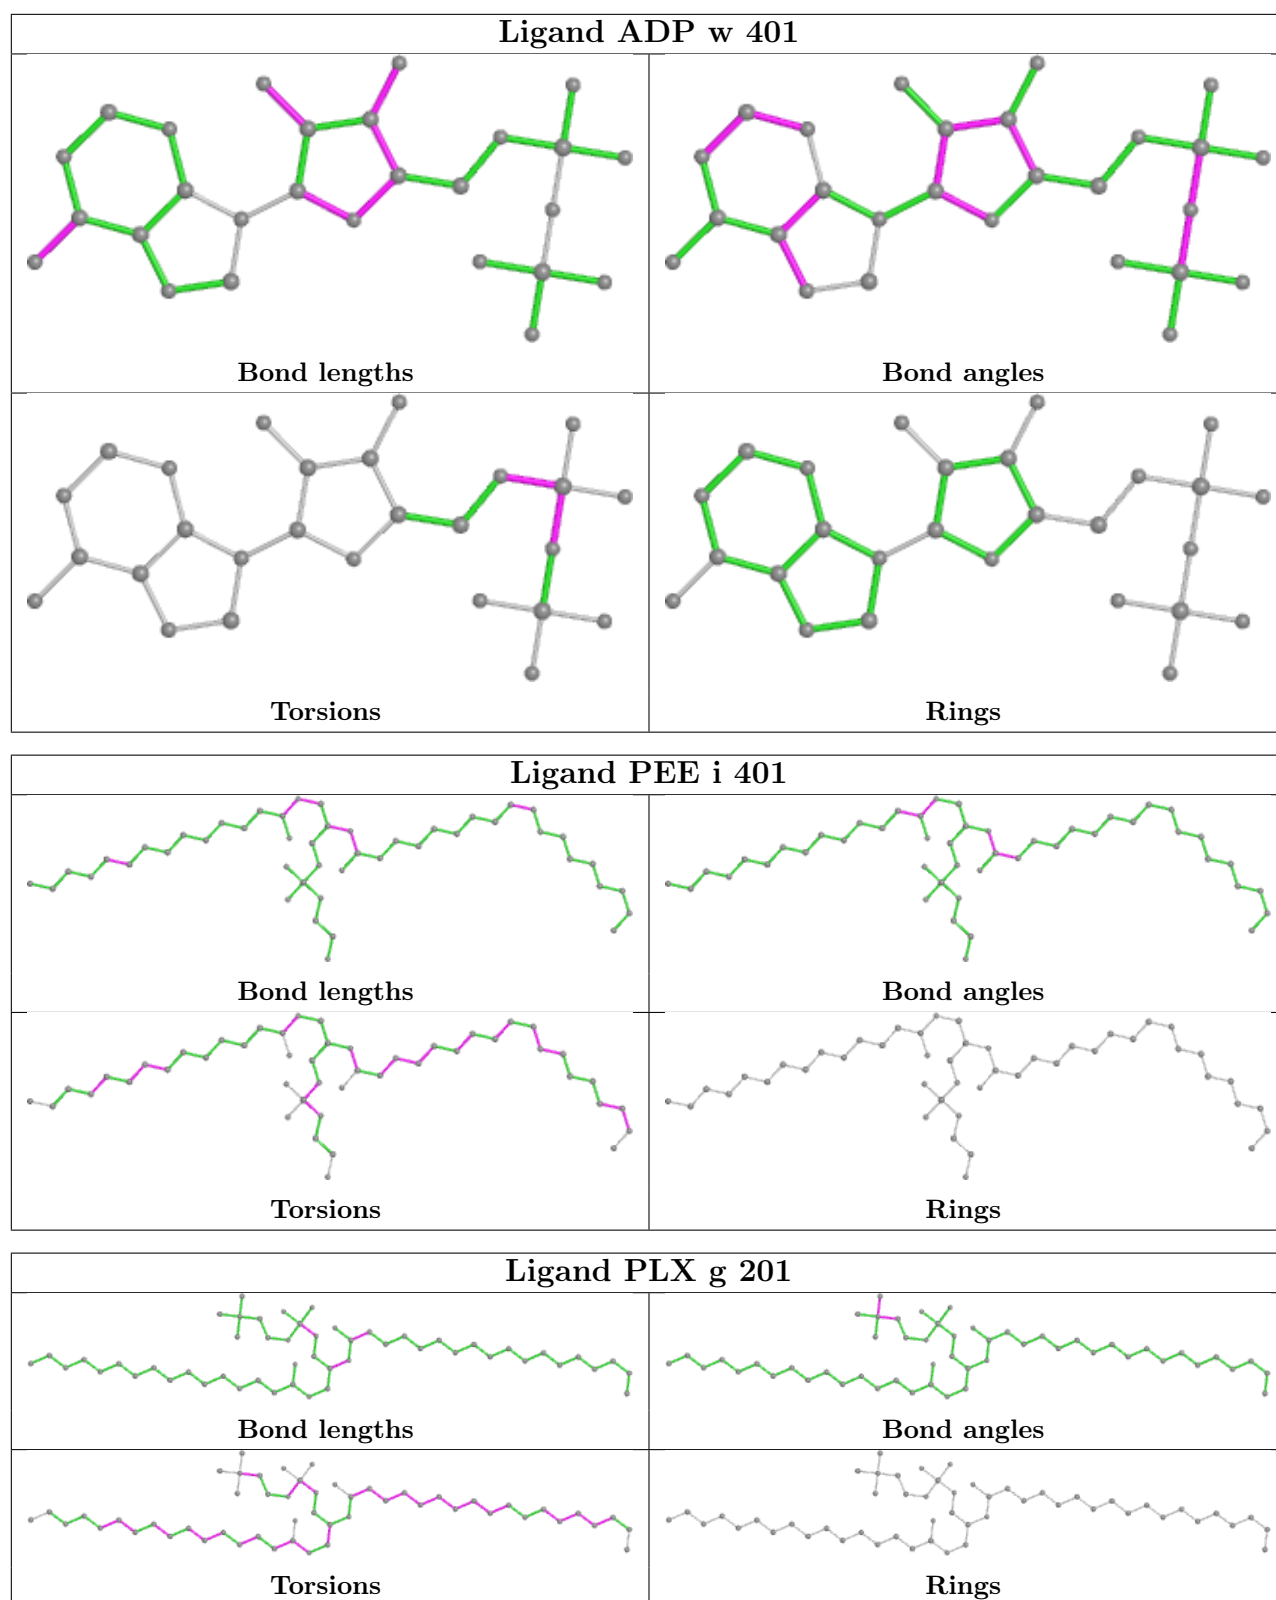 Ligand ADP w 401
Bond lengths
Bond angles
Torsions
Rings
Ligand PEE i 401
Bond lengths
Bond angles
Torsions
Rings
Ligand PLX g 201
Bond lengths
Bond angles
Torsions
Rings